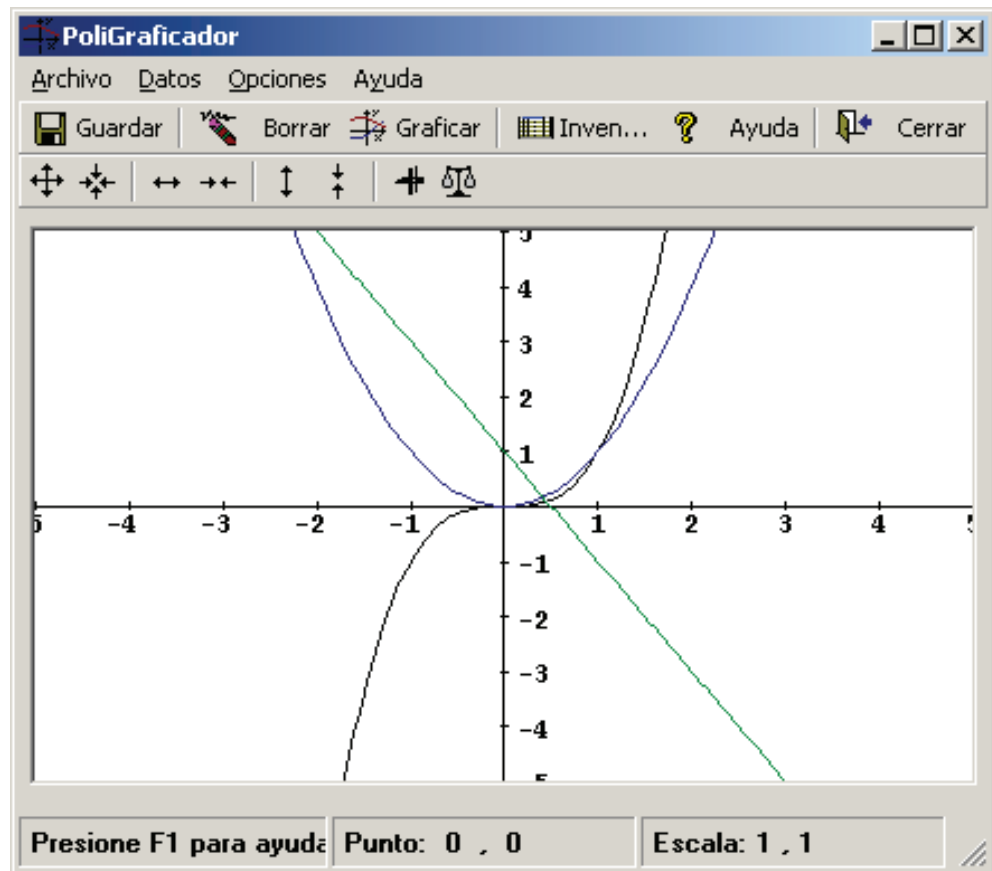 PoliGraficador
Archivo Datos Opciones Ayuda
Guardar Borrar Graficar Inven... ? Ayuda Cerrar
4
3
2
1
-4 -3 -2 -1 1 2 3 4
-1
-2
-3
-4
Presione F1 para ayuda Punto: 0 , 0 Escala: 1 , 1